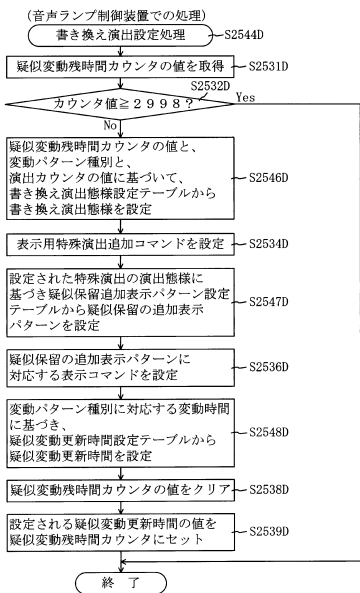 (音声ランプ制御装置での処理)
書き換え演出設定処理
S2544D
疑似変動残時間カウンタの値を取得
S2531D
S2532D
カウンタ値≧2998?
Yes
No
疑似変動残時間カウンタの値と、
変動パターン種別と、
演出カウンタの値に基づいて、
書き換え演出態様設定テーブルから
書き換え演出態様を設定
S2546D
表示用特殊演出追加コマンドを設定
S2534D
設定された特殊演出の演出態様に
基づき疑似保留追加表示パターン設定
テーブルから疑似保留の追加表示
パターンを設定
S2547D
疑似保留の追加表示パターンに
対応する表示コマンドを設定
S2536D
変動パターン種別に対応する変動時間
に基づき、
疑似変動更新時間設定テーブルから
疑似変動更新時間を設定
S2548D
疑似変動残時間カウンタの値をクリア
S2538D
設定される疑似変動更新時間の値を
疑似変動残時間カウンタにセット
S2539D
終了